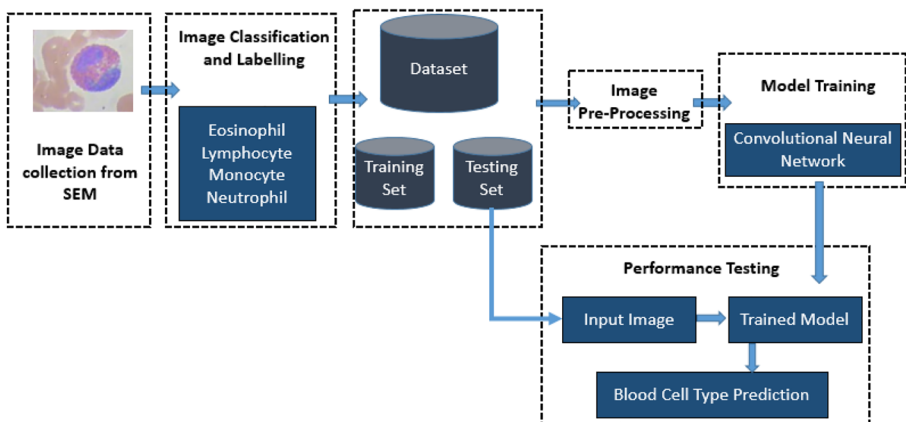 Image Data
collection from
SEM
Image Classification
and Labelling
Eosinophil
Lymphocyte
Monocyte
Neutrophil
Dataset
Training
Set
Testing
Set
Image
Pre-Processing
Model Training
Convolutional Neural
Network
Performance Testing
Input Image
Trained Model
Blood Cell Type Prediction